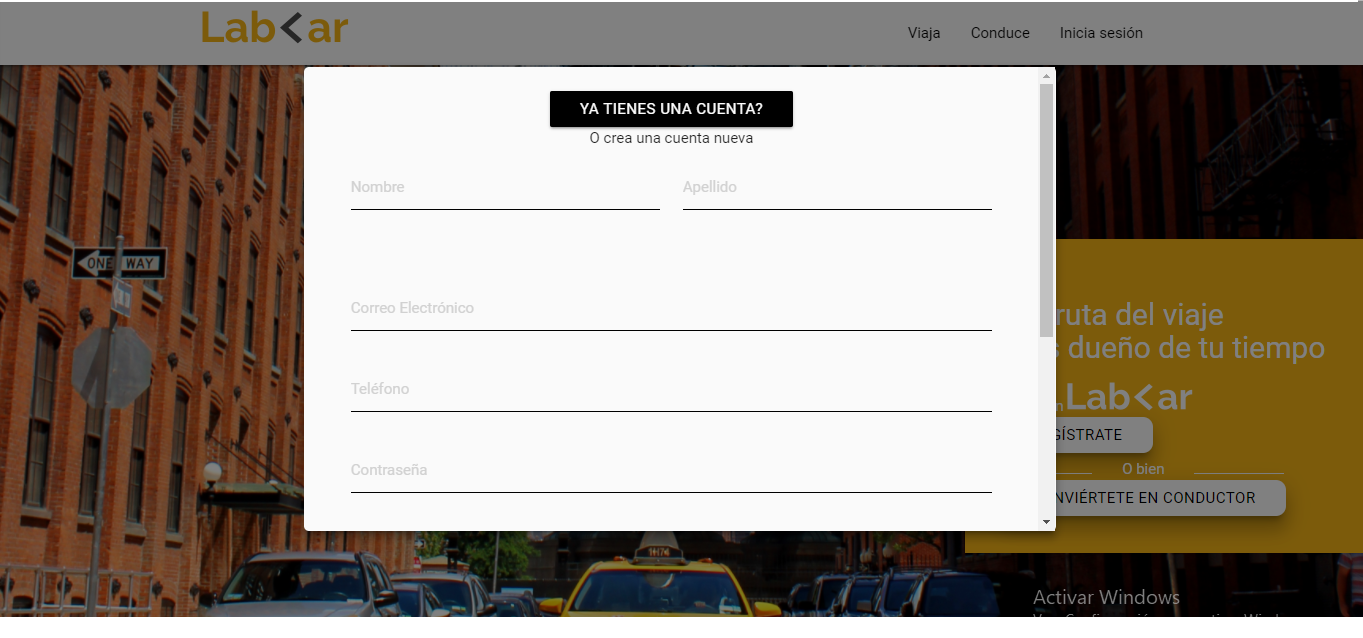 Lab<ar
Viaja Conduce Inicia sesión
YA TIENES UNA CUENTA?
O crea una cuenta nueva
Nombre Apellido
Correo Electrónico
Teléfono
Contraseña
ONE WAY
ruta del viaje
s dueño de tu tiempo
n Lab<ar
GÍSTRATE
O bien
NVIÉRTETE EN CONDUCTOR
1H74
Activar Windows